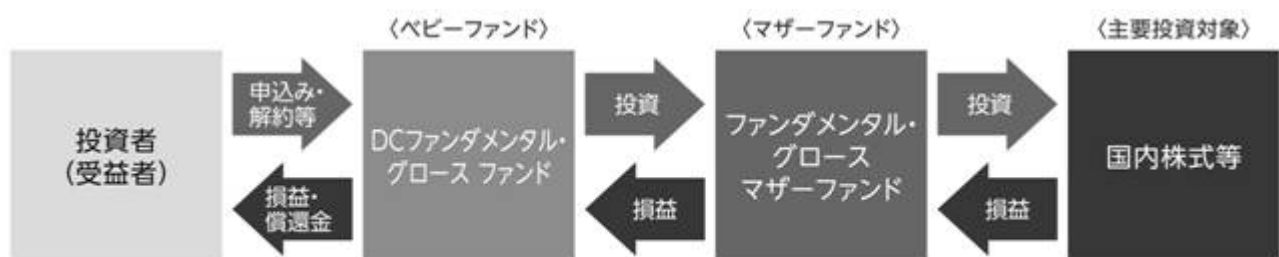 〈ベビーファンド〉
〈マザーファンド〉
〈主要投資対象〉
投資者
(受益者)
申込み・
解約等
損益・
償還金
DCファンダメンタル・
グロース ファンド
投資
損益
ファンダメンタル・
グロース
マザーファンド
投資
損益
国内株式等